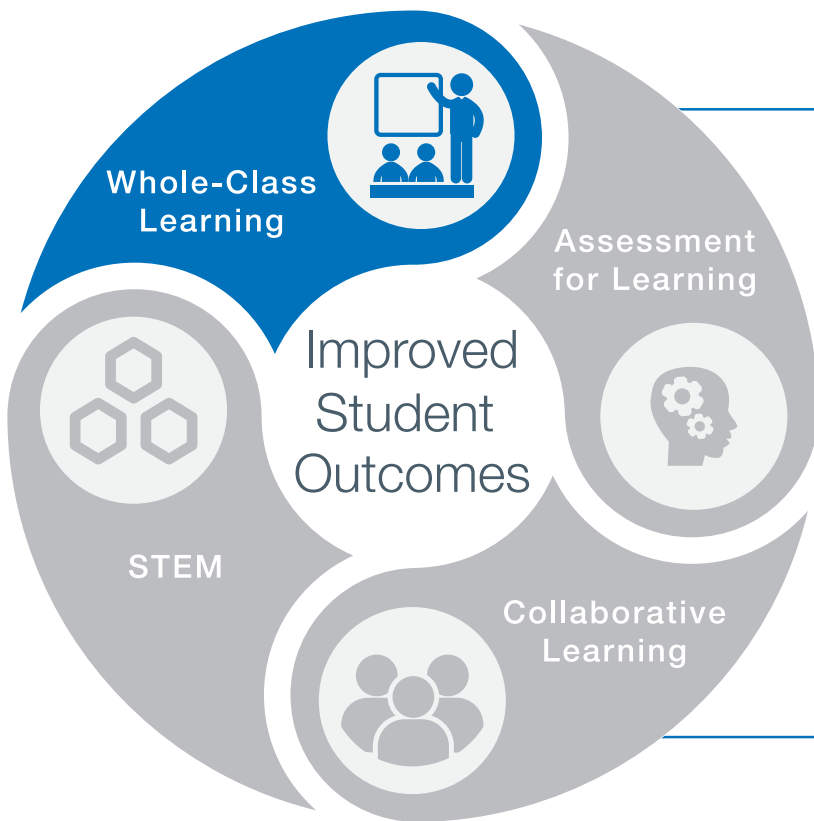 Whole-Class
Learning
Assessment
for Learning
Improved
Student
Outcomes
STEM
Collaborative
Learning